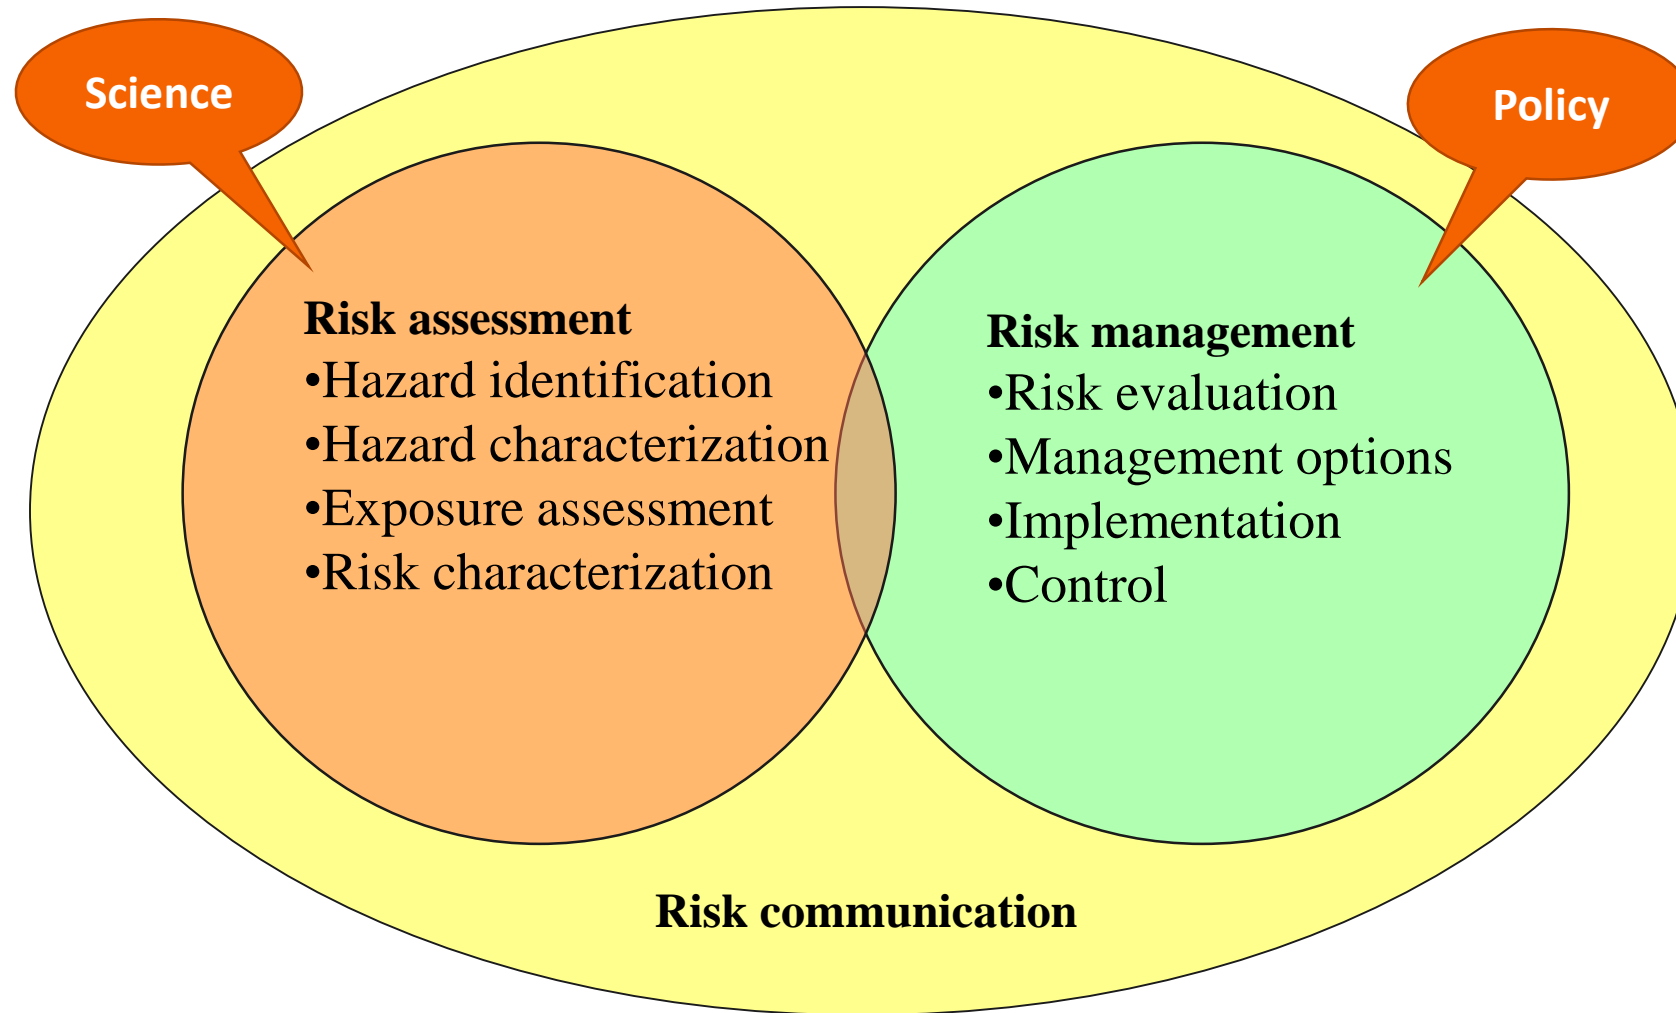 Science
Policy
Risk assessment
•Hazard identification
•Hazard characterization
•Exposure assessment
•Risk characterization
Risk management
•Risk evaluation
•Management options
•Implementation
•Control
Risk communication